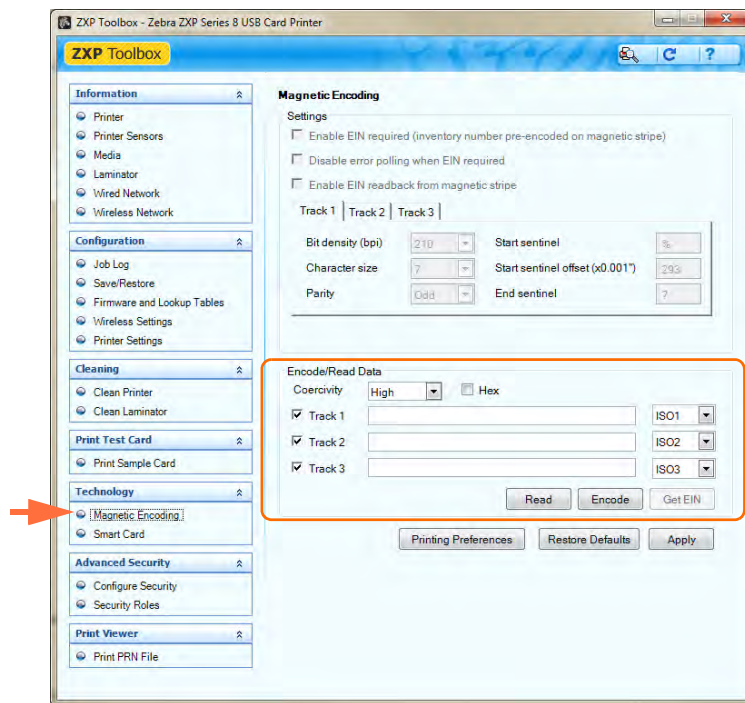 ZXP Toolbox - Zebra ZXP Series 8 USB Card Printer
ZXP Toolbox
Information
Printer
Printer Sensors
Media
Laminator
Wired Network
Wireless Network
Configuration
Job Log
Save/Restore
Firmware and Lookup Tables
Wireless Settings
Printer Settings
Cleaning
Clean Printer
Clean Laminator
Print Test Card
Print Sample Card
Technology
Magnetic Encoding
Smart Card
Advanced Security
Configure Security
Security Roles
Print Viewer
Print PRN File
Magnetic Encoding
Settings
Enable EIN required (inventory number pre-encoded on magnetic stripe)
Disable error polling when EIN required
Enable EIN readback from magnetic stripe
Track 1 Track 2 Track 3
Bit density (bpi) 210 Start sentinel %
Character size 7 Start sentinel offset (x0.001") 293
Parity Odd End sentinel ?
Encode/Read Data
Coercivity High Hex
Track 1 ISO1
Track 2 ISO2
Track 3 ISO3
Read Encode Get EIN
Printing Preferences Restore Defaults Apply